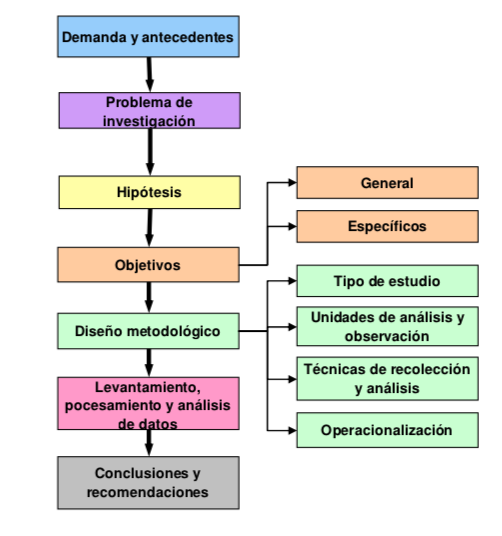 Demanda y antecedentes
Problema de
investigación
Hipótesis
General
Específicos
Objetivos
Tipo de estudio
Diseño metodológico
Unidades de análisis y
observación
Técnicas de recolección
y análisis
Levantamiento,
pocesamiento y análisis
de datos
Operacionalización
Conclusiones y
recomendaciones